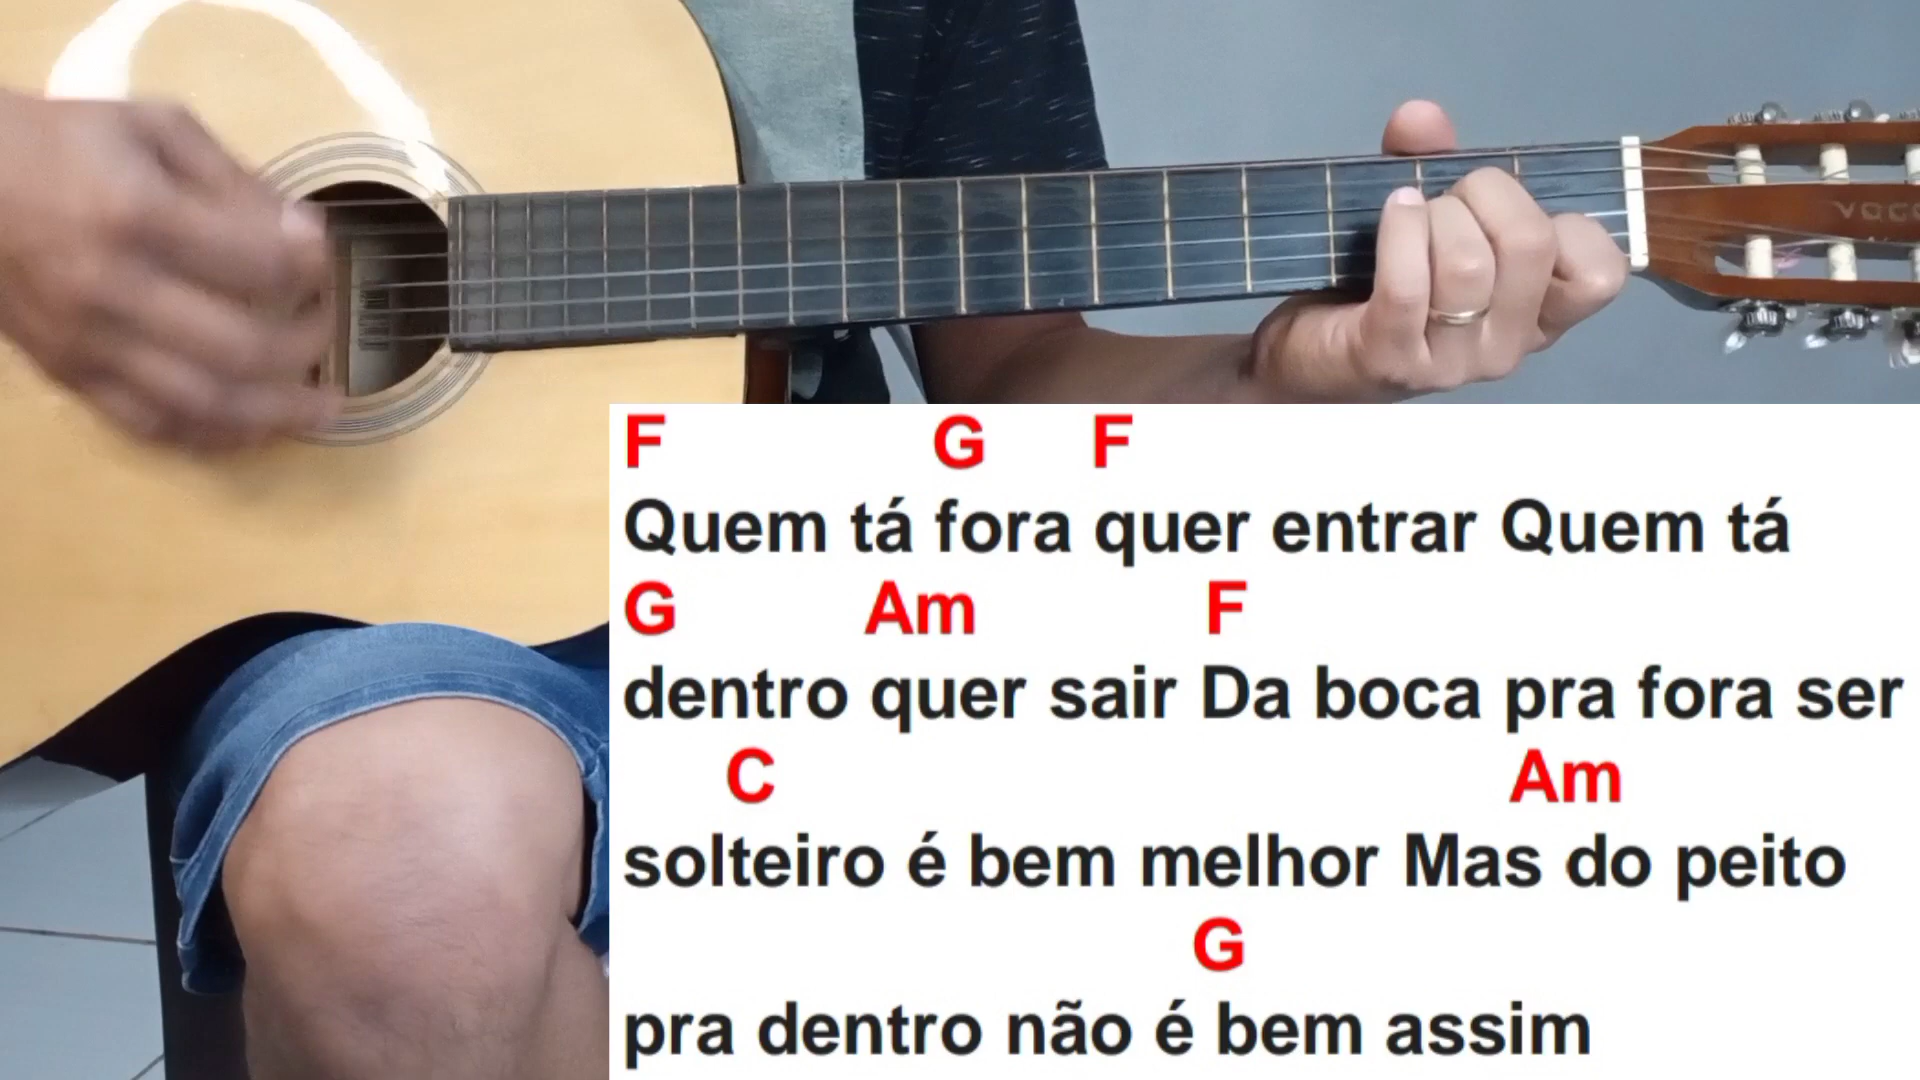 F G F
Quem tá fora quer entrar Quem tá
G Am F
dentro quer sair Da boca pra fora ser
C Am
solteiro é bem melhor Mas do peito
G
pra dentro não é bem assim